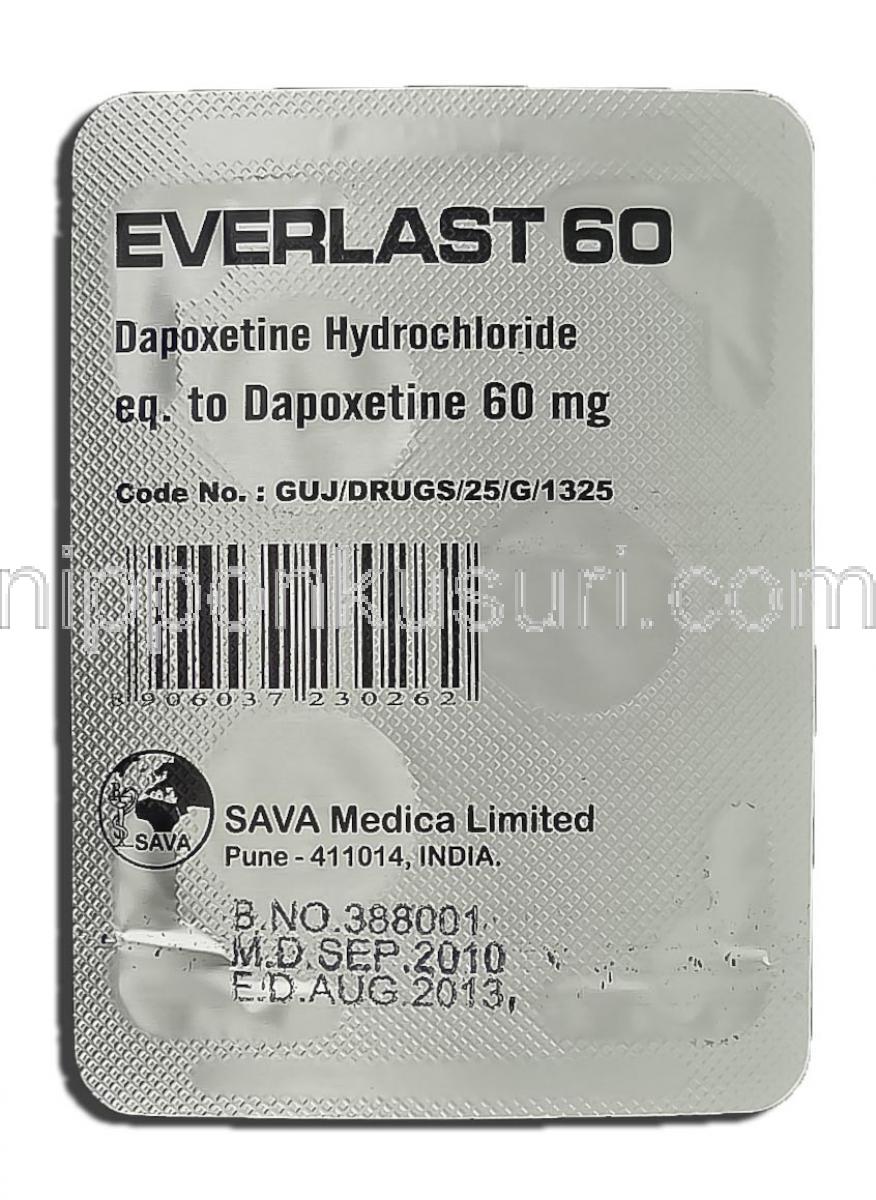 EVERLAST 60
Dapoxetine Hydrochloride
eq. to Dapoxetine 60 mg
Code No. : GUJ/DRUGS/25/G/1325
nipponkusuri.com
8906037230262
SAVA
SAVA Medica Limited
Pune - 411014, INDIA.
B.NO.388001
M.D.SEP.2010
E.D.AUG.2013,